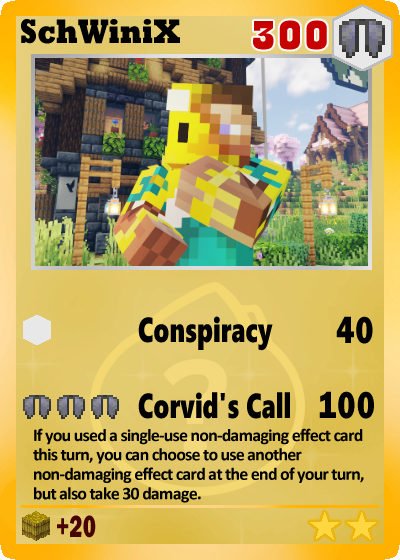 SchWiniX 300
Conspiracy 40
Corvid's Call 100
If you used a single-use non-damaging effect card
this turn, you can choose to use another
non-damaging effect card at the end of your turn,
but also take 30 damage.
+20